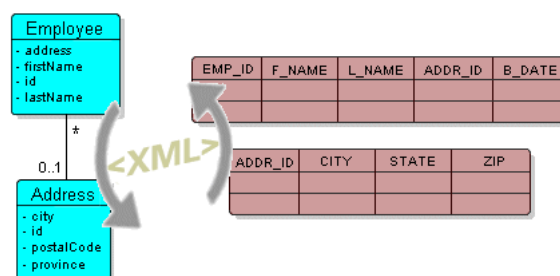 Employee
- address
- firstName
- id
- lastName
*
0..1
Address
- city
- id
- postalCode
- province
<XML>
EMP_ID F_NAME L_NAME ADDR_ID B_DATE
ADDR_ID CITY STATE ZIP